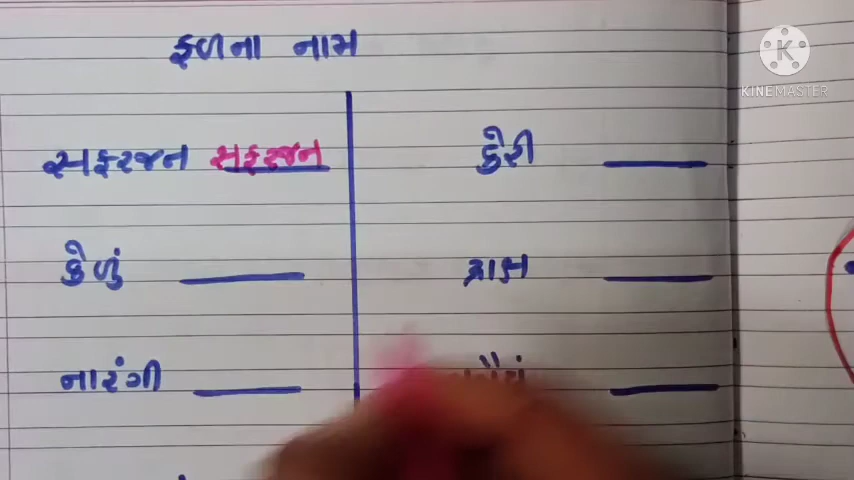 ફળના નામ
KINEMASTER
સફરજન સફરજન
કેરી
કેળું
દ્રાક્ષ
નારંગી